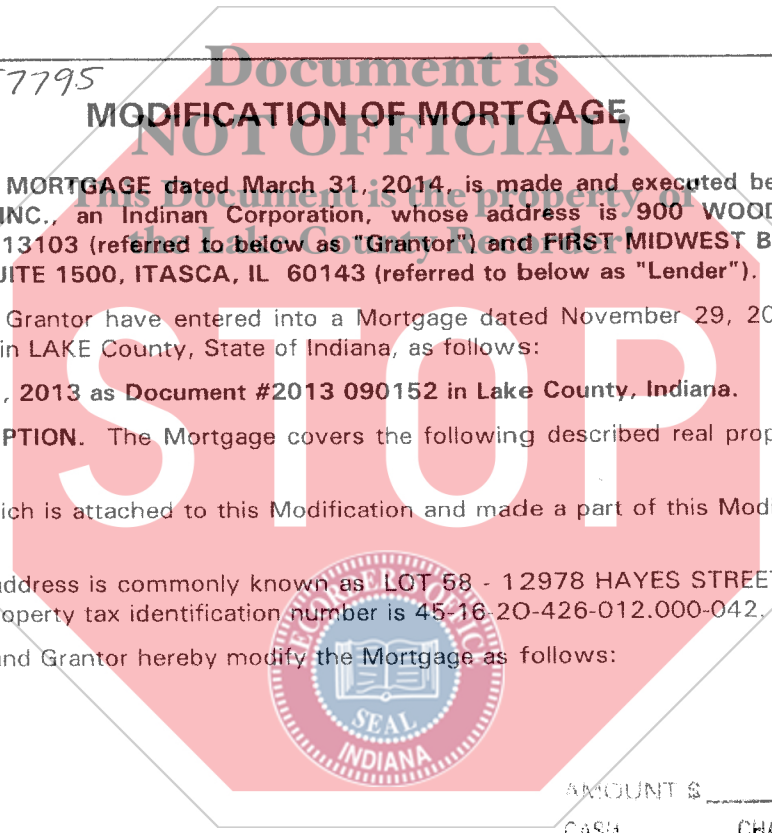 7795
Document is
MODIFICATION OF MORTGAGE
NOT OFFICIAL!
MORTGAGE dated March 31, 2014, is made and executed be
This Document is the property of
INC., an Indinan Corporation, whose address is 900 WOOD
the Lake County Recorder!
13103 (referred to below as "Grantor") and FIRST MIDWEST B
UITE 1500, ITASCA, IL 60143 (referred to below as "Lender").
Grantor have entered into a Mortgage dated November 29, 20
in LAKE County, State of Indiana, as follows:
, 2013 as Document #2013 090152 in Lake County, Indiana.
PTION. The Mortgage covers the following described real prop
STOP
ich is attached to this Modification and made a part of this Modi
address is commonly known as LOT 58 - 12978 HAYES STREET
operty tax identification number is 45-16-2O-426-012.000-042.
and Grantor hereby modify the Mortgage as follows:
RECORDER OFFICE
SEAL
INDIANA
AMOUNT $
CASH CHA